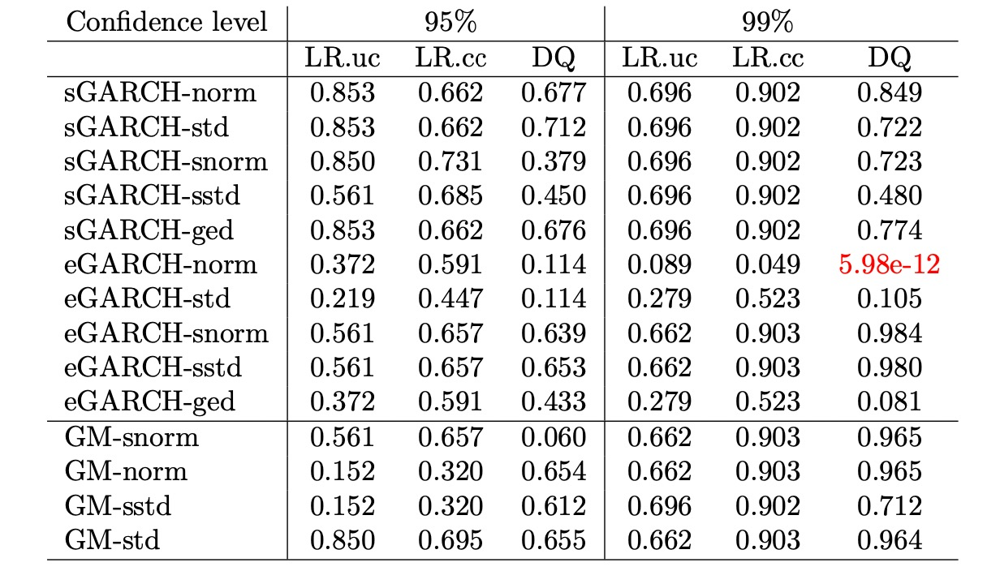 Confidence level 95% 99%
LR.uc LR.cc DQ LR.uc LR.cc DQ
sGARCH-norm 0.853 0.662 0.677 0.696 0.902 0.849
sGARCH-std 0.853 0.662 0.712 0.696 0.902 0.722
sGARCH-snorm 0.850 0.731 0.379 0.696 0.902 0.723
sGARCH-sstd 0.561 0.685 0.450 0.696 0.902 0.480
sGARCH-ged 0.853 0.662 0.676 0.696 0.902 0.774
eGARCH-norm 0.372 0.591 0.114 0.089 0.049 5.98e-12
eGARCH-std 0.219 0.447 0.114 0.279 0.523 0.105
eGARCH-snorm 0.561 0.657 0.639 0.662 0.903 0.984
eGARCH-sstd 0.561 0.657 0.653 0.662 0.903 0.980
eGARCH-ged 0.372 0.591 0.433 0.279 0.523 0.081
GM-snorm 0.561 0.657 0.060 0.662 0.903 0.965
GM-norm 0.152 0.320 0.654 0.662 0.903 0.965
GM-sstd 0.152 0.320 0.612 0.696 0.902 0.712
GM-std 0.850 0.695 0.655 0.662 0.903 0.964